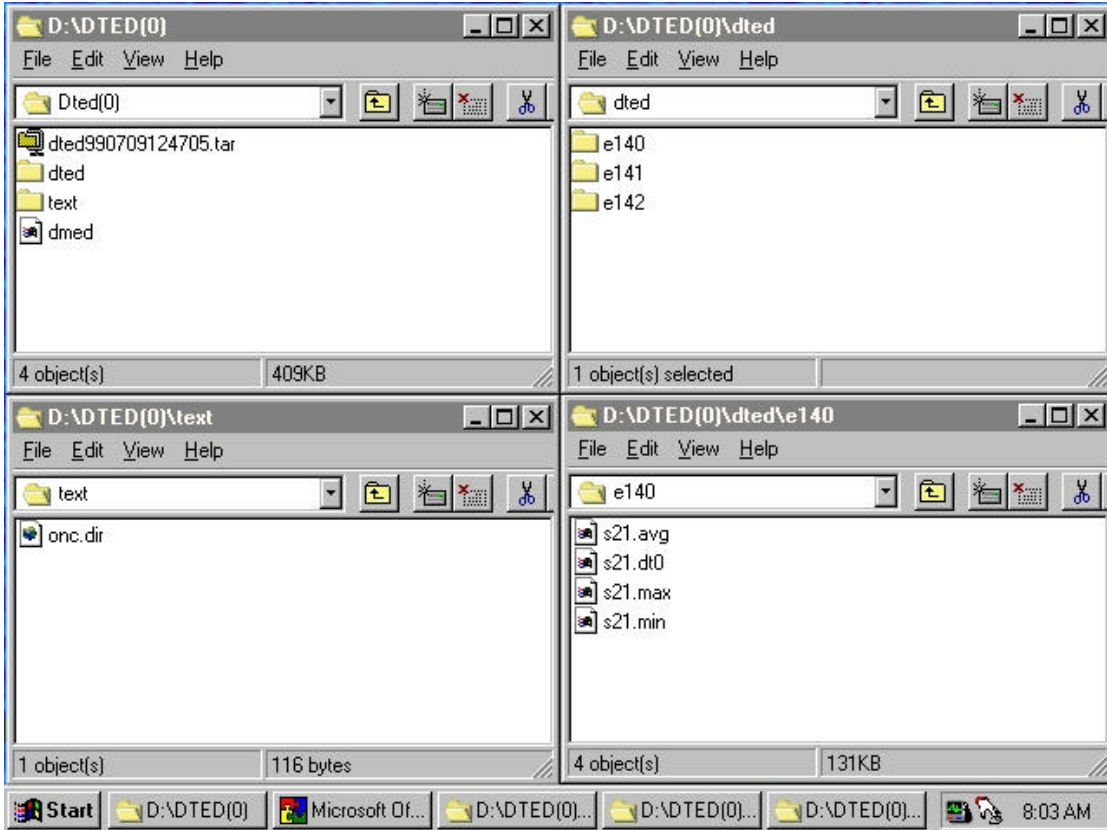 D:\DTED(0)
File Edit View Help
Dted(0)
dted990709124705.tar
dted
text
dmed
4 object(s) 409KB
D:\DTED(0)\dted
File Edit View Help
dted
e140
e141
e142
1 object(s) selected
D:\DTED(0)\text
File Edit View Help
text
onc.dir
1 object(s) 116 bytes
D:\DTED(0)\dted\e140
File Edit View Help
e140
s21.avg
s21.dt0
s21.max
s21.min
4 object(s) 131KB
Start D:\DTED(0) Microsoft Of... D:\DTED(0)... D:\DTED(0)... D:\DTED(0)... 8:03 AM